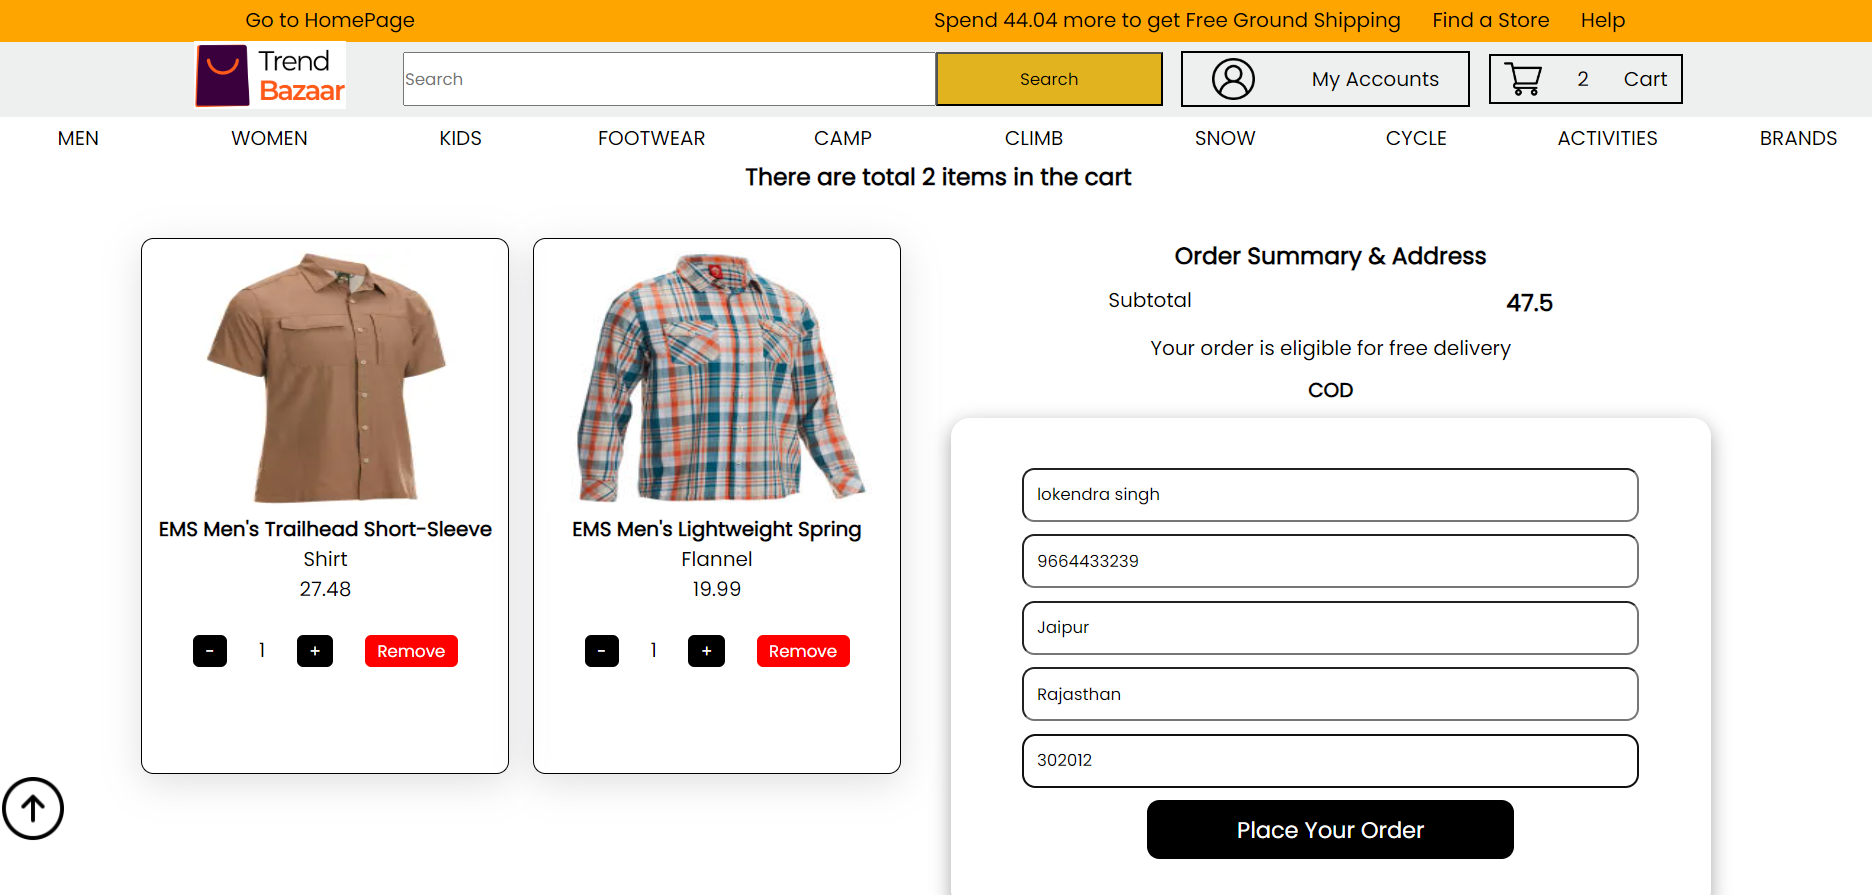 Go to HomePage
Spend 44.04 more to get Free Ground Shipping
Find a Store
Help
Trend
Bazaar
Search
Search
My Accounts
2
Cart
MEN
WOMEN
KIDS
FOOTWEAR
CAMP
CLIMB
SNOW
CYCLE
ACTIVITIES
BRANDS
There are total 2 items in the cart
EMS Men's Trailhead Short-Sleeve
Shirt
27.48
-
1
+
Remove
EMS Men's Lightweight Spring
Flannel
19.99
-
1
+
Remove
Order Summary & Address
Subtotal
47.5
Your order is eligible for free delivery
COD
lokendra singh
9664433239
Jaipur
Rajasthan
302012
Place Your Order